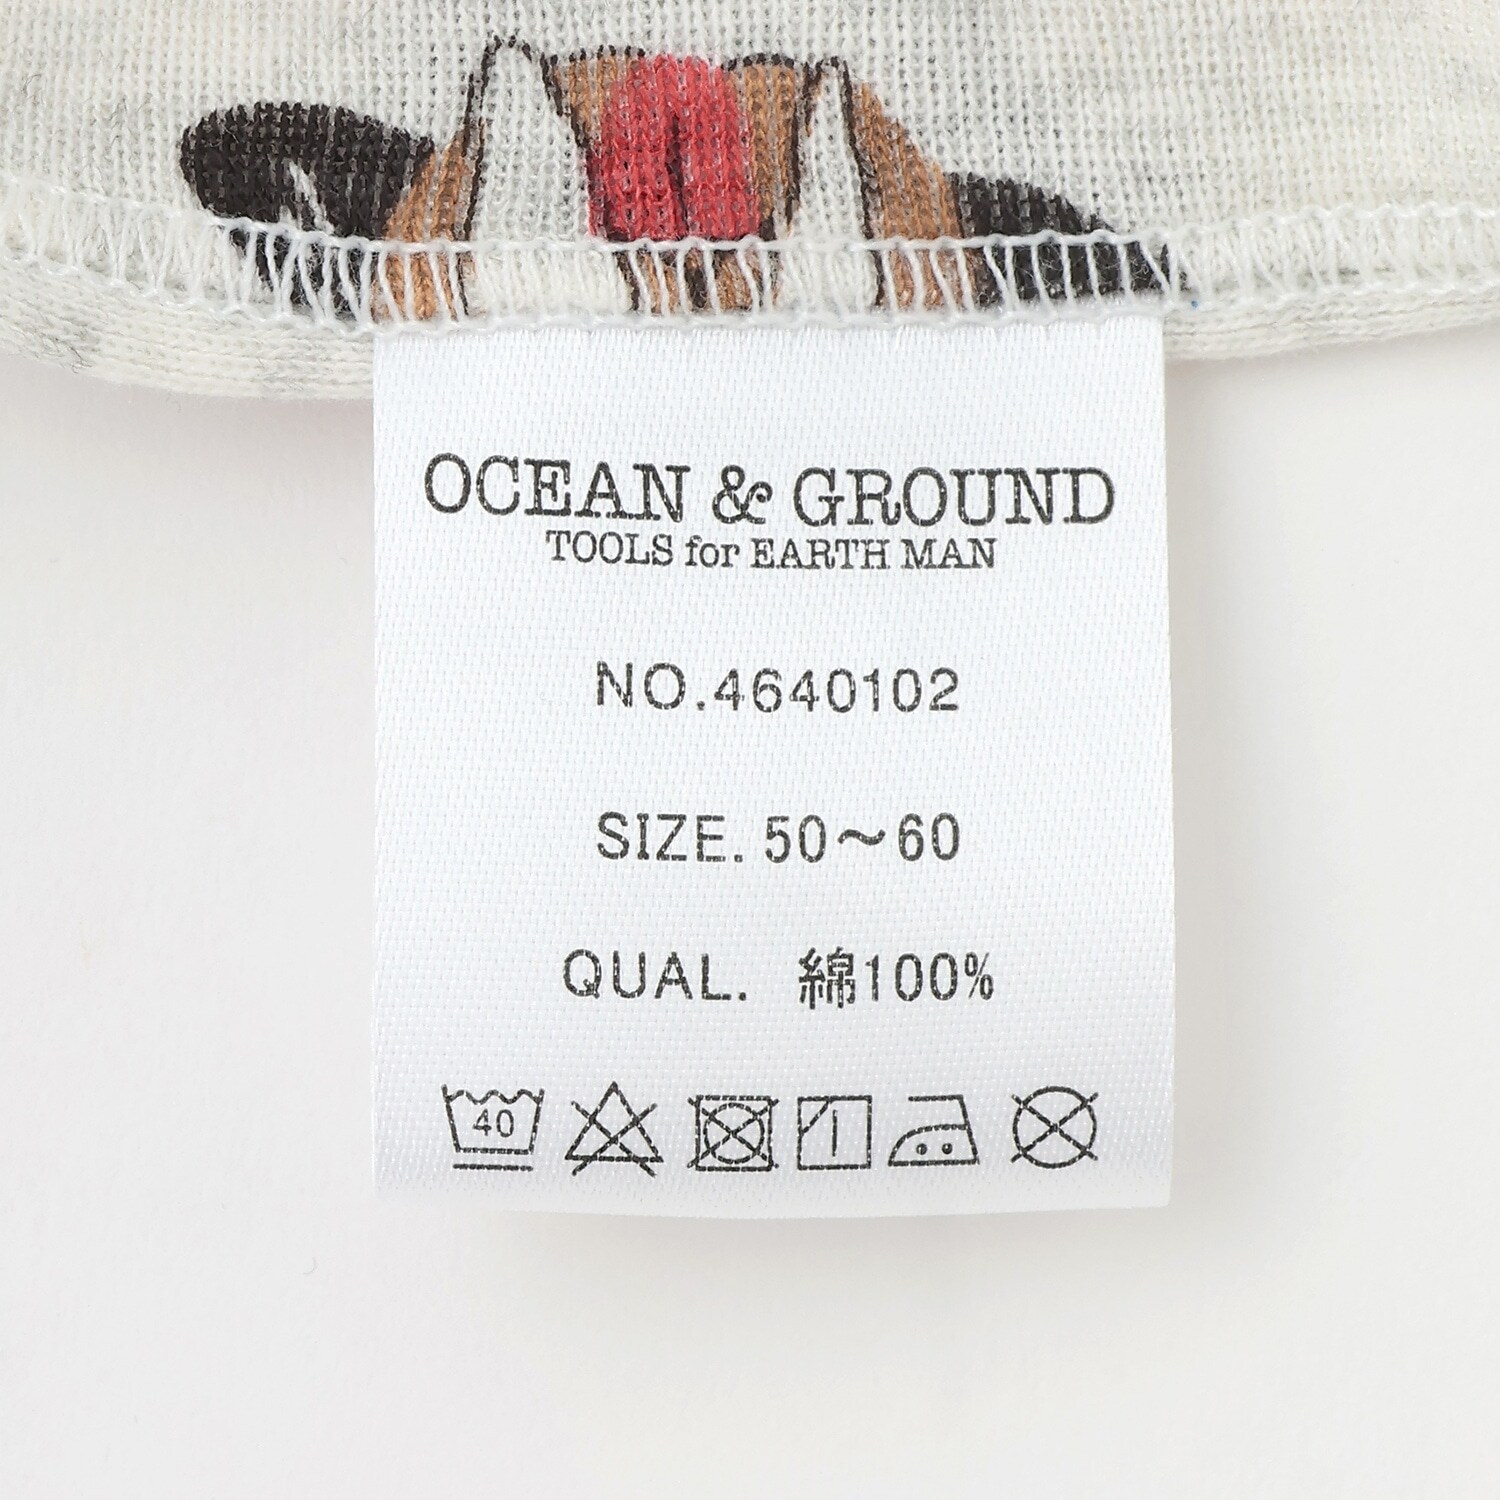 OCEAN & GROUND
TOOLS for EARTH MAN
NO.4640102
SIZE. 50～60
QUAL. 綿100%
40